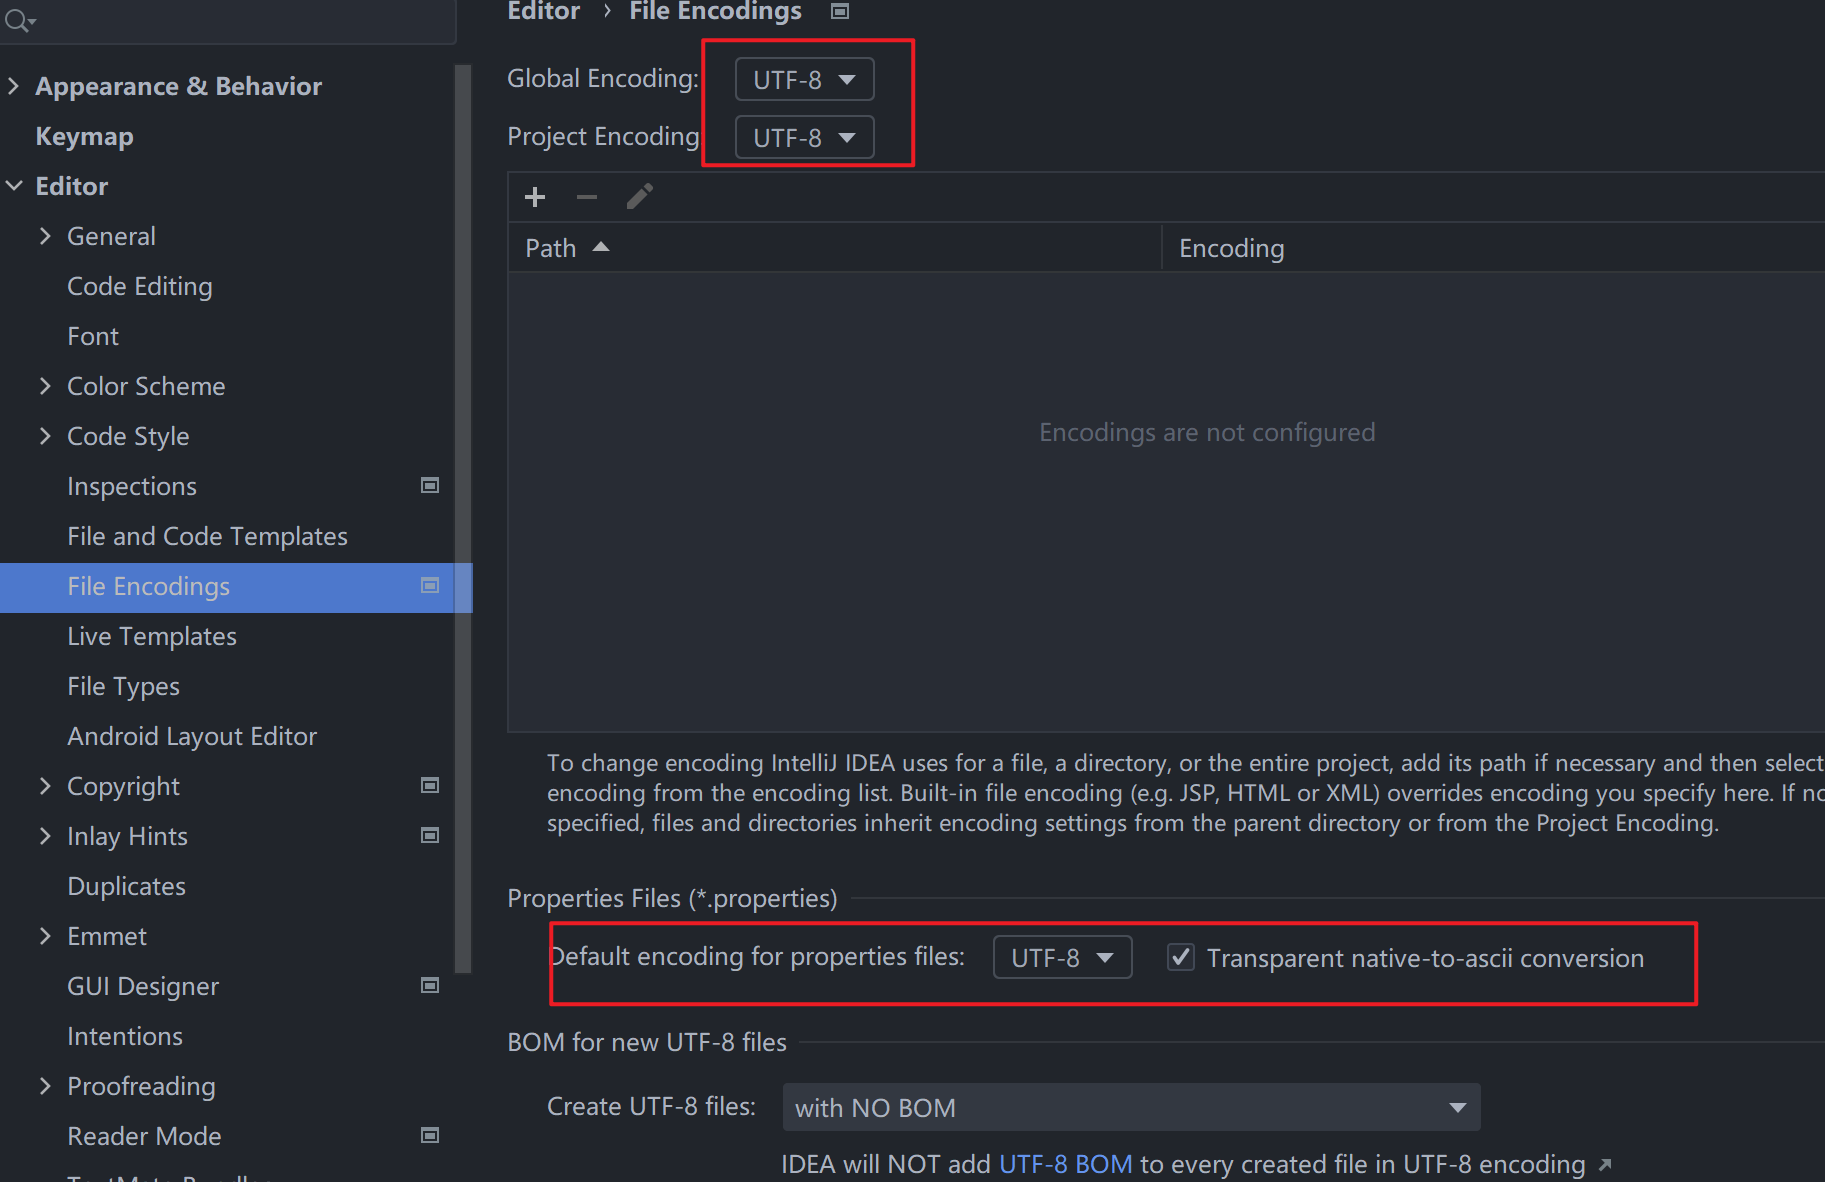 Appearance & Behavior
Keymap
Editor
General
Code Editing
Font
Color Scheme
Code Style
Inspections
File and Code Templates
File Encodings
Live Templates
File Types
Android Layout Editor
Copyright
Inlay Hints
Duplicates
Emmet
GUI Designer
Intentions
Proofreading
Reader Mode
Editor › File Encodings
Global Encoding: UTF-8
Project Encoding: UTF-8
Path Encoding
Encodings are not configured
To change encoding IntelliJ IDEA uses for a file, a directory, or the entire project, add its path if necessary and then select
encoding from the encoding list. Built-in file encoding (e.g. JSP, HTML or XML) overrides encoding you specify here. If
specified, files and directories inherit encoding settings from the parent directory or from the Project Encoding.
Properties Files (*.properties)
Default encoding for properties files: UTF-8 Transparent native-to-ascii conversion
BOM for new UTF-8 files
Create UTF-8 files: with NO BOM
IDEA will NOT add UTF-8 BOM to every created file in UTF-8 encoding ↗